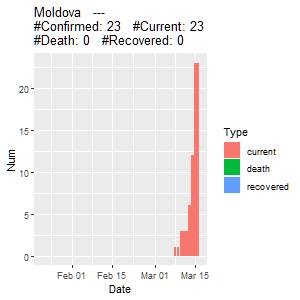 Moldova   ---
#Confirmed: 23   #Current: 23
#Death: 0   #Recovered: 0
Num
20
15
10
5
0
Feb 01 Feb 15 Mar 01 Mar 15
Date
Type
current
death
recovered